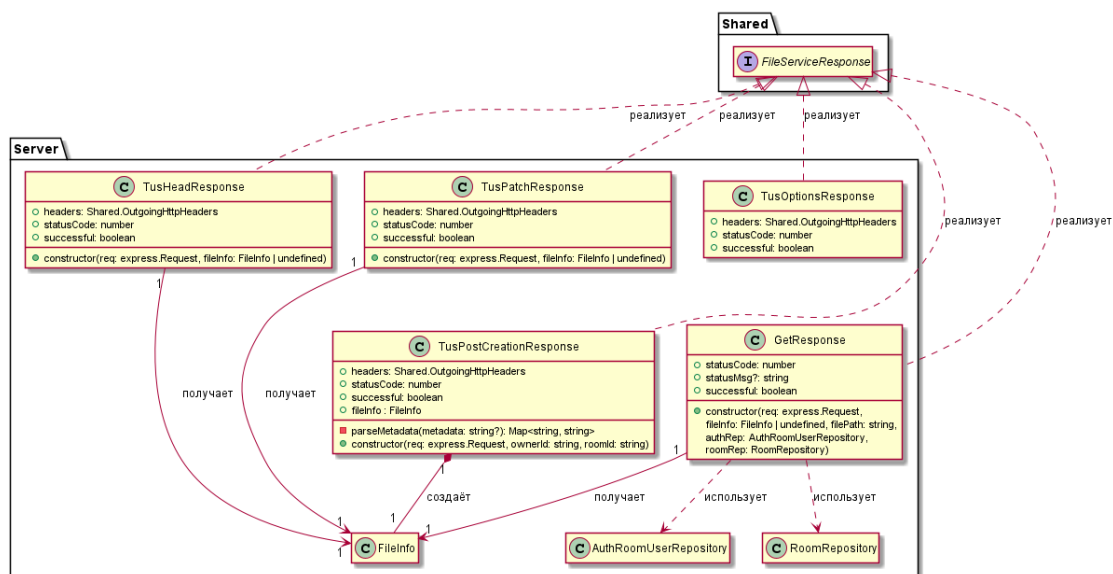 Shared
I FileServiceResponse
реализует
реализует
реализует
реализует
реализует
Server
C TusHeadResponse
headers: Shared.OutgoingHttpHeaders
statusCode: number
successful: boolean
constructor(req: express.Request, fileInfo: FileInfo | undefined)
C TusPatchResponse
headers: Shared.OutgoingHttpHeaders
statusCode: number
successful: boolean
constructor(req: express.Request, fileInfo: FileInfo | undefined)
C TusOptionsResponse
headers: Shared.OutgoingHttpHeaders
statusCode: number
successful: boolean
1
1
C TusPostCreationResponse
headers: Shared.OutgoingHttpHeaders
statusCode: number
successful: boolean
fileInfo : FileInfo
parseMetadata(metadata: string?): Map<string, string>
constructor(req: express.Request, ownerId: string, roomId: string)
C GetResponse
statusCode: number
statusMsg?: string
successful: boolean
constructor(req: express.Request,
fileInfo: FileInfo | undefined, filePath: string,
authRep: AuthRoomUserRepository,
roomRep: RoomRepository)
получает
получает
1
1
создаёт
получает
использует
использует
1
1
1
1
C FileInfo
C AuthRoomUserRepository
C RoomRepository